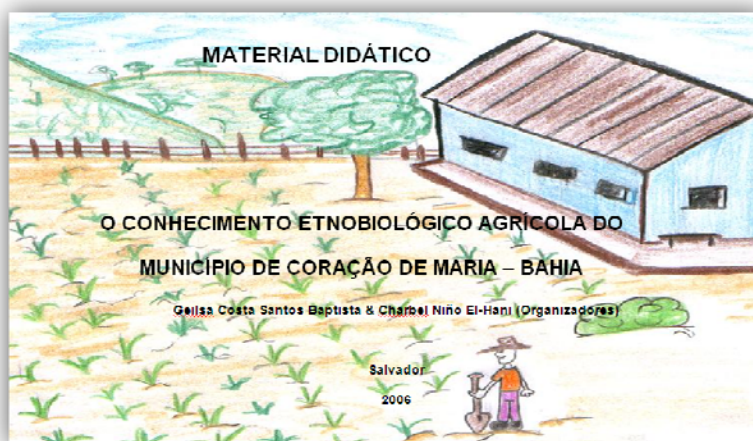 MATERIAL DIDÁTICO
O CONHECIMENTO ETNOBIOLÓGICO AGRÍCOLA DO
MUNICÍPIO DE CORAÇÃO DE MARIA – BAHIA
Geilsa Costa Santos Baptista & Charbel Niño El-Hani (Organizadores)
Salvador
2006